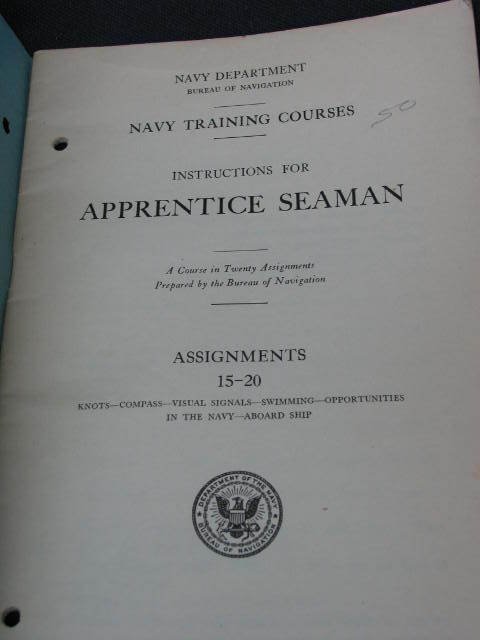 NAVY DEPARTMENT
BUREAU OF NAVIGATION
NAVY TRAINING COURSES
50
INSTRUCTIONS FOR
APPRENTICE SEAMAN
A Course in Twenty Assignments
Prepared by the Bureau of Navigation
ASSIGNMENTS
15–20
KNOTS—COMPASS—VISUAL SIGNALS—SWIMMING—OPPORTUNITIES
IN THE NAVY—ABOARD SHIP
DEPARTMENT OF THE NAVY
BUREAU OF NAVIGATION